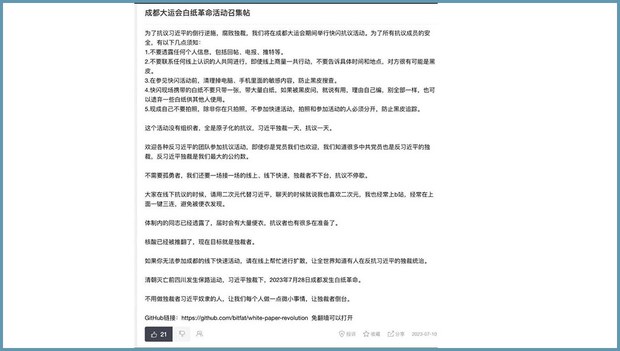 成都大运会白纸革命活动召集帖
为了抗议习近平的倒行逆施，腐败独裁，我们将在成都大运会期间举行快闪抗议活动。为了所有抗议成员的安
全，有以下几点须知：
1.不要透露任何个人信息，包括回帖、电报、推特等。
2.不要联系任何线上认识的人共同进行，即使线上商量一共行动，不要告诉具体时间和地点，对方很有可能是黑
皮。
3.在参见快闪活动前，清理掉电脑、手机里面的敏感内容，防止黑皮搜查。
4.快闪现场携带的白纸不要只带一张，带大量白纸，如果被黑皮问，就说有用，理由自己编，别全部一样，也可
以遗弃一些白纸供其他人使用。
5.现成自己不要拍照，除非你在只拍照，不参加快速活动，拍照和参加活动的人必须分开，防止黑皮追踪。
这个活动没有组织者，全是原子化的抗议，习近平独裁一天，抗议一天。
欢迎各种反习近平的团队参加抗议活动，即使你是党员我们也欢迎，我们知道很多中共党员也是反习近平的独
裁，反习近平独裁是我们最大的公约数。
不需要孤勇者，我们还要一场接一场的线上，线下快速，独裁者不下台，抗议不停歇。
大家在线下抗议的时候，请用二次元代替习近平，聊天的时候就说我也喜欢二次元，我也经常上b站，经常在上
面一键三连，避免被便衣发现。
体制内的同志已经透露了，届时会有大量便衣，抗议者也有很多在准备了。
核酸已经被推翻了，现在目标就是独裁者。
如果你无法参加成都的线下快速活动，请在线上帮忙进行扩散，让全世界知道有人在反抗习近平的独裁统治。
清朝灭亡前四川发生保路运动，习近平独裁下，2023年7月28日成都发生白纸革命。
不用做独裁者习近平奴隶的人，让我们每个人做一点微小事情，让独裁者倒台。
GitHub链接：https://github.com/bitfat/white-paper-revolution 免翻墙可以打开
21 投诉 收藏 分享 2023-07-10